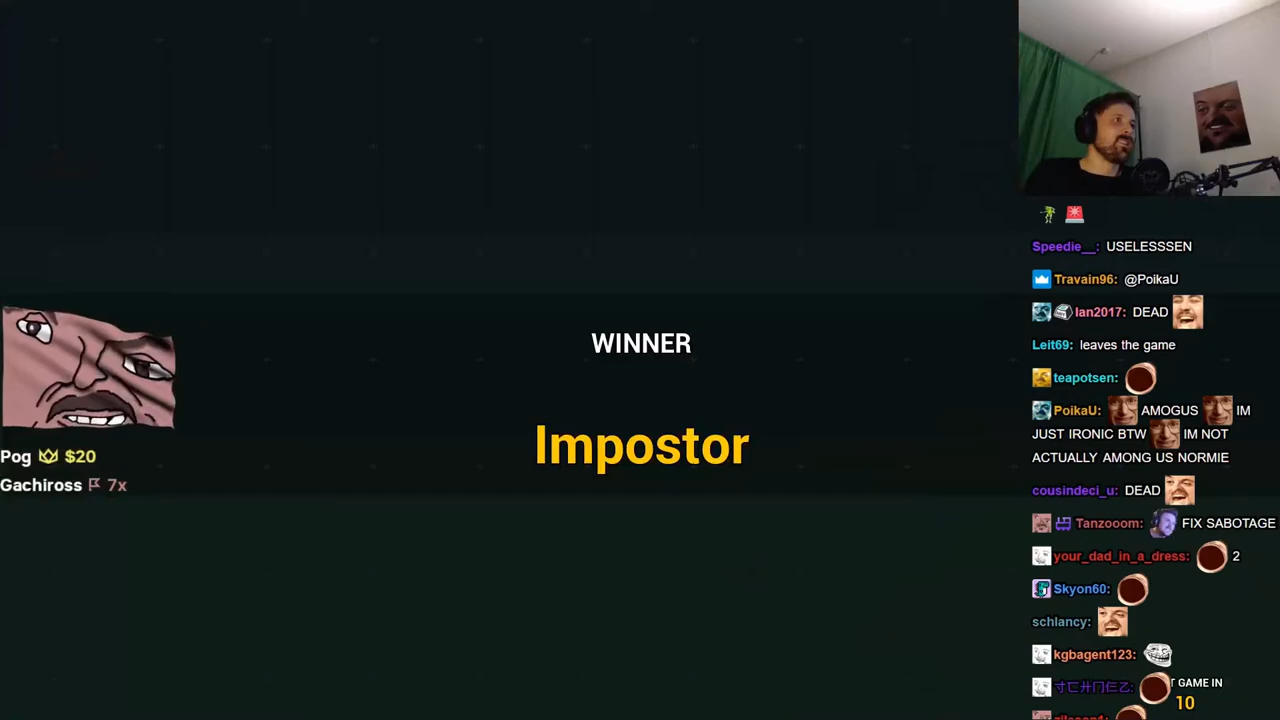 WINNER
Impostor
Pog $20
Gachiross 7x
Speedie__: USELESSSEN
Travain96: @PoikaU
Ian2017: DEAD
Leit69: leaves the game
teapotsen:
PoikaU: AMOGUS IM
JUST IRONIC BTW IM NOT
ACTUALLY AMONG US NORMIE
cousindeci_u: DEAD
Tanzooom: FIX SABOTAGE
your_dad_in_a_dress: 2
Skyon60:
schlancy:
kgbagent123:
T GAME IN
10